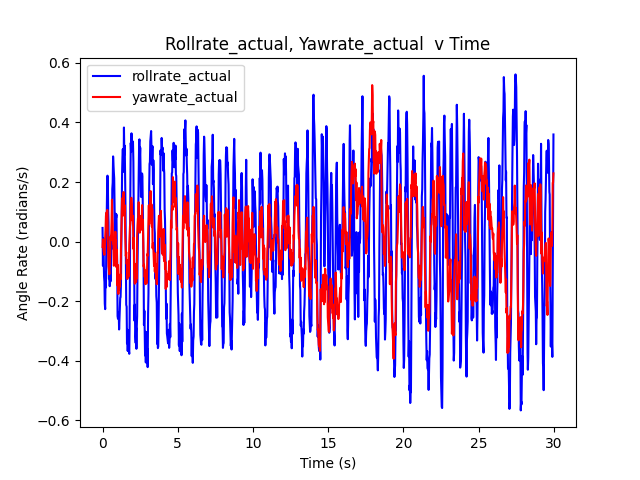 Rollrate_actual, Yawrate_actual  v Time
rollrate_actual
yawrate_actual
0.6
0.4
0.2
0.0
−0.2
−0.4
−0.6
Angle Rate (radians/s)
0
5
10
15
20
25
30
Time (s)